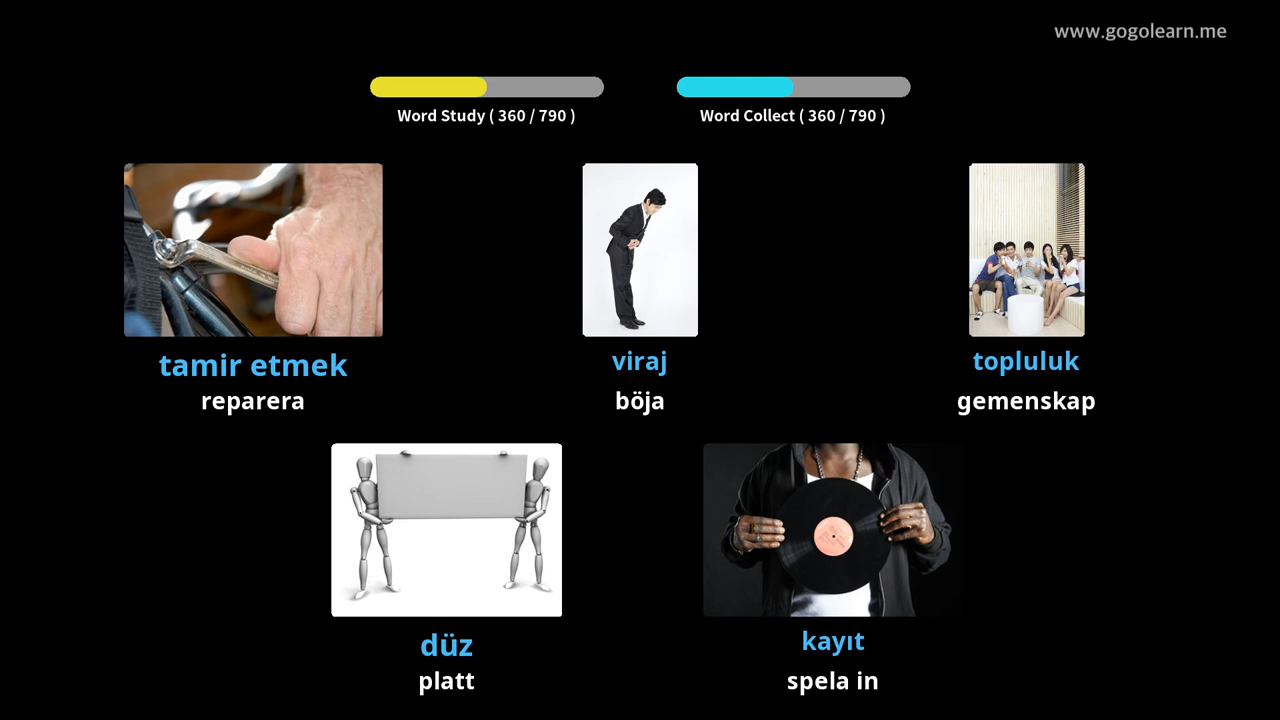 www.gogolearn.me
Word Study ( 360 / 790 )
Word Collect ( 360 / 790 )
tamir etmek
reparera
viraj
böja
topluluk
gemenskap
düz
platt
kayıt
spela in